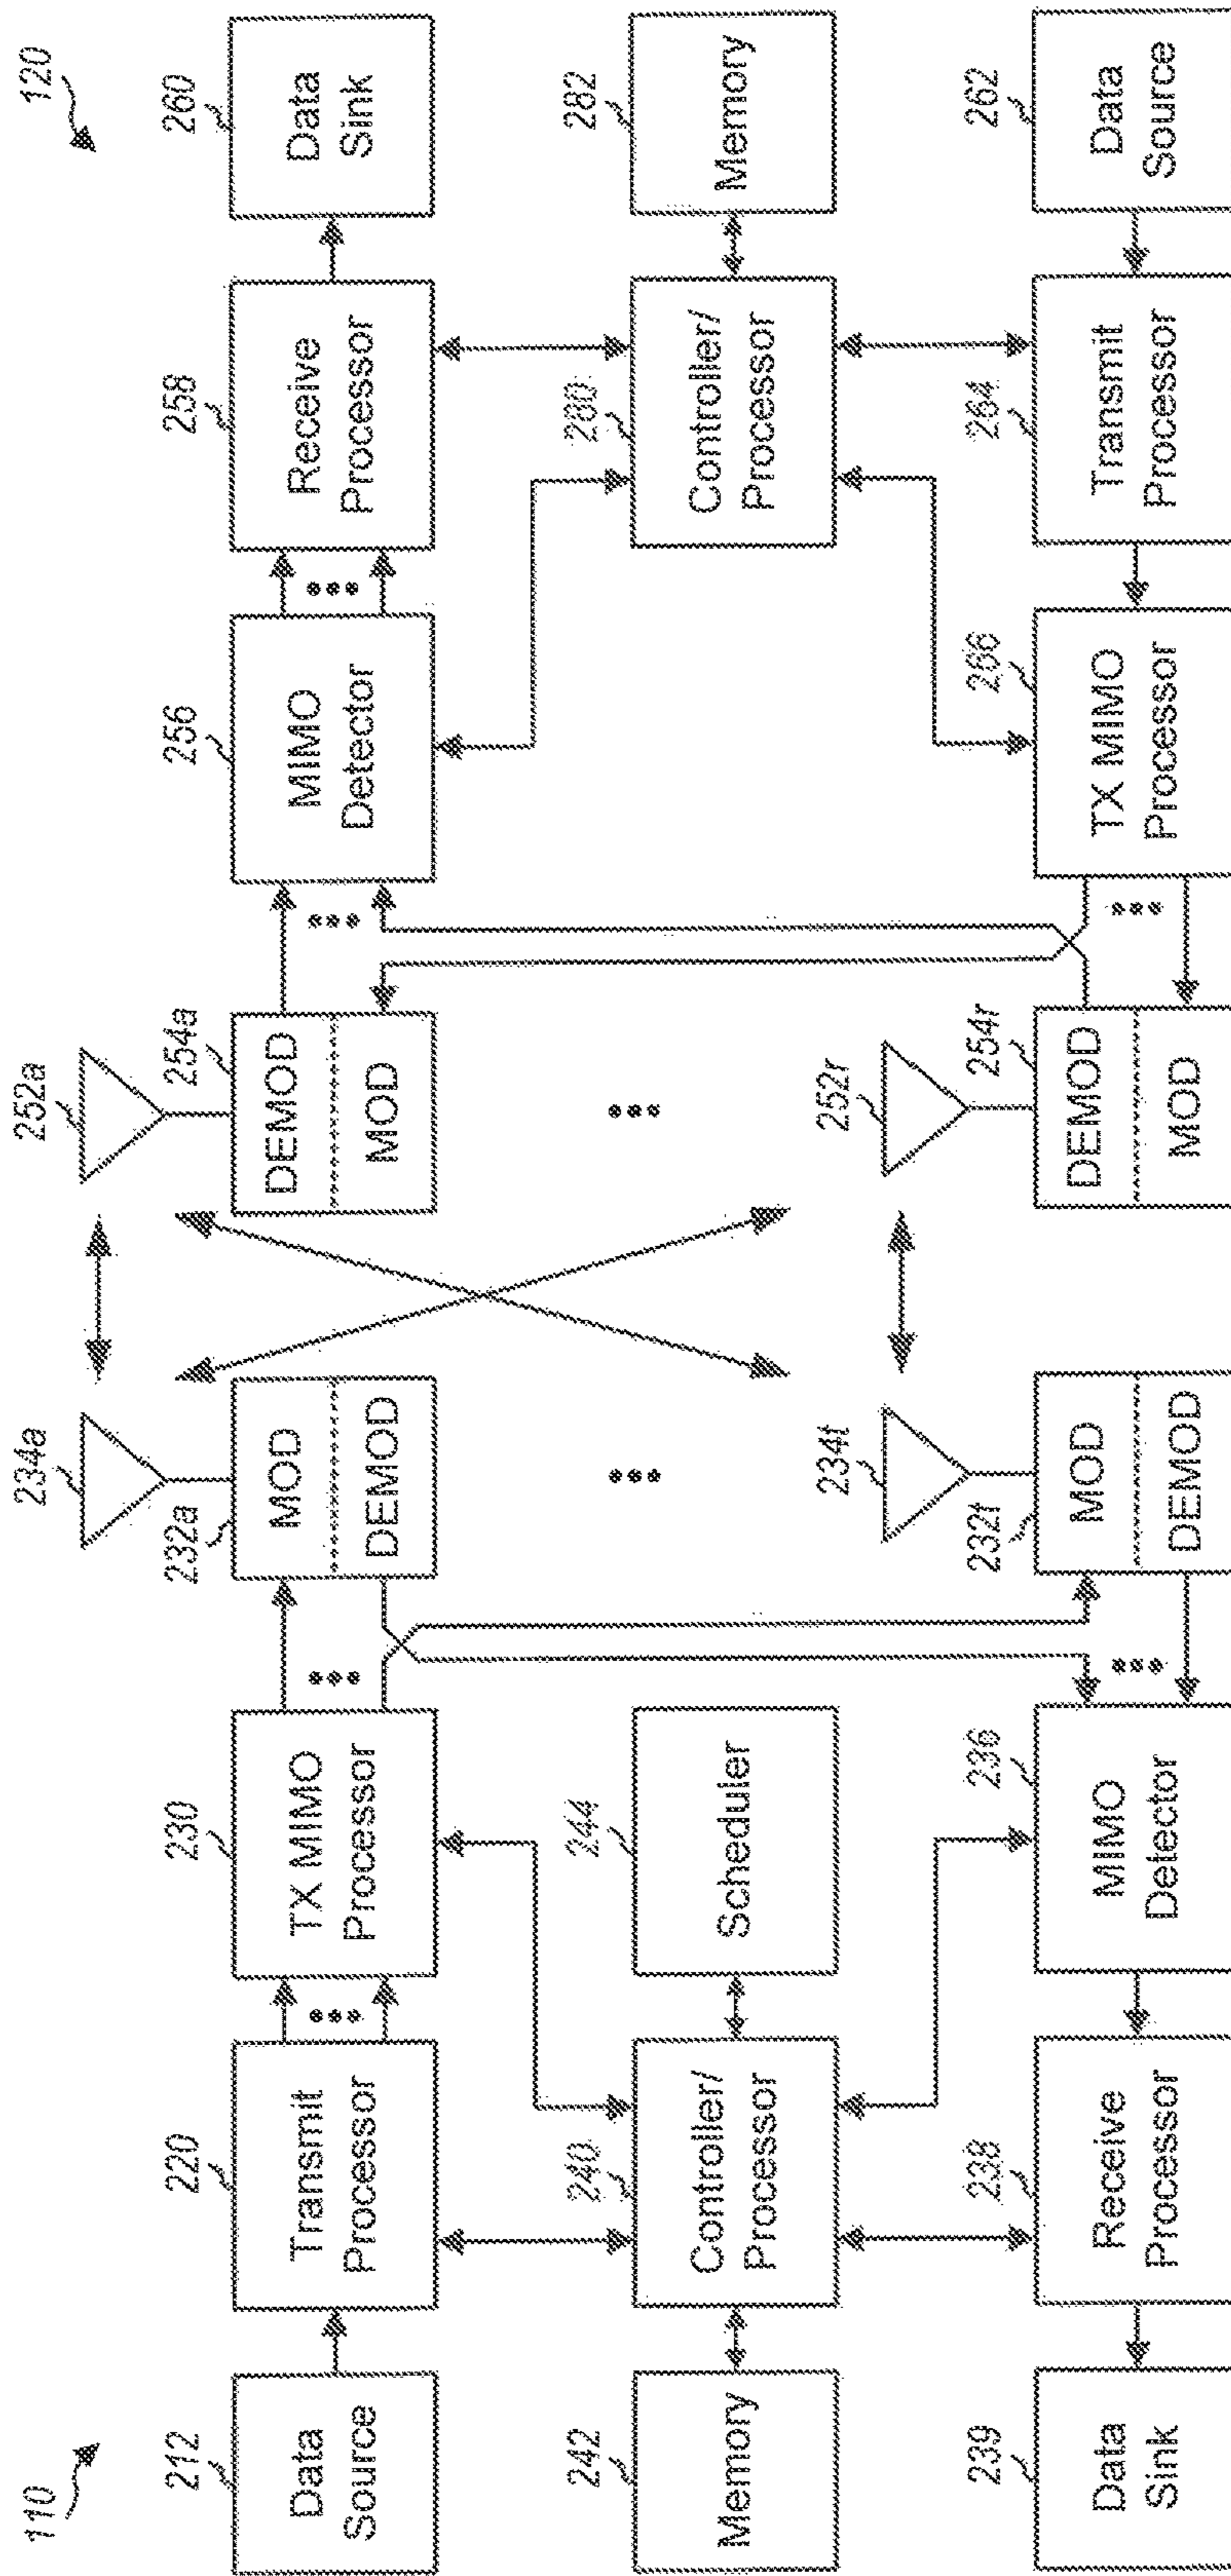 110
120
212
Data
Source
220
Transmit
Processor
230
TX MIMO
Processor
232a
MOD
DEMOD
234a
252a
254a
DEMOD
MOD
256
MIMO
Detector
258
Receive
Processor
260
Data
Sink
242
Memory
240
Controller/
Processor
244
Scheduler
280
Controller/
Processor
282
Memory
239
Data
Sink
238
Receive
Processor
236
MIMO
Detector
232t
MOD
DEMOD
234t
252r
254r
DEMOD
MOD
266
TX MIMO
Processor
264
Transmit
Processor
262
Data
Source